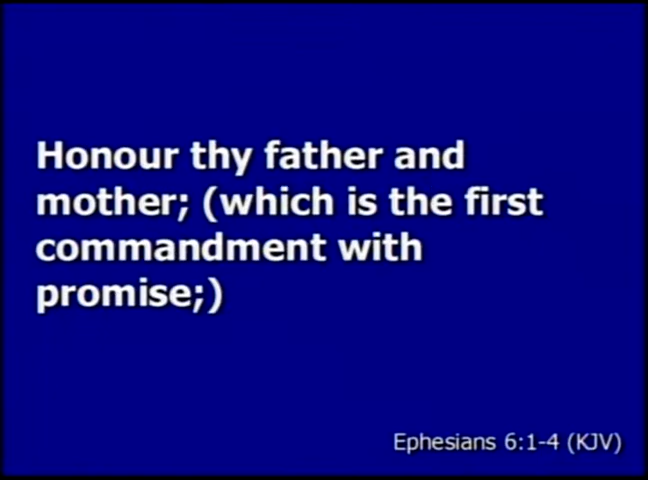 Honour thy father and
mother; (which is the first
commandment with
promise;)
Ephesians 6:1-4 (KJV)